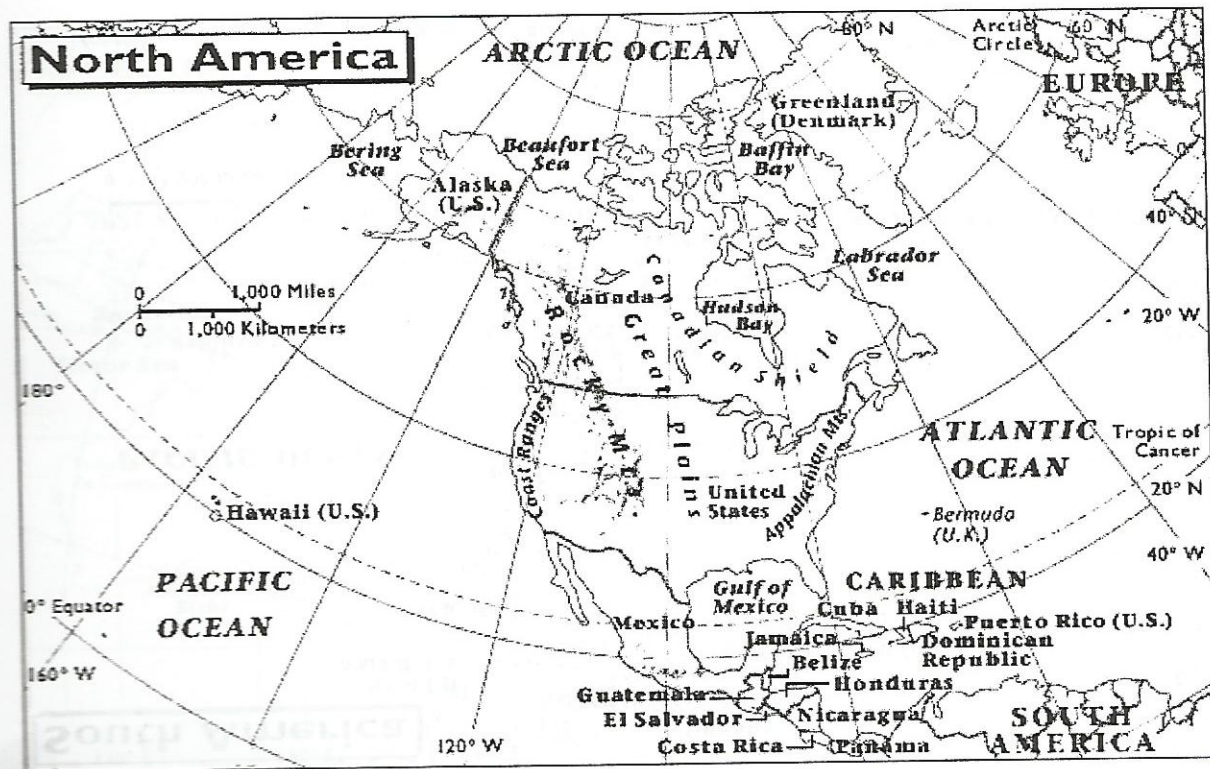 North America
ARCTIC OCEAN
80° N
Arctic
Circle
60 N
EUROPE
Greenland
(Denmark)
Bering
Sea
Beaufort
Sea
Baffin
Bay
Alaska
(U.S.)
0
40° N
Labrador
Sea
0 1,000 Miles
0 1,000 Kilometers
Canada
Hudson
Bay
Canadian Shield
Great Plains
Rocky Mts.
20° W
180°
Coast Ranges
Appalachian Mts.
ATLANTIC
OCEAN
Tropic of
Cancer
United
States
20° N
Hawaii (U.S.)
Bermuda
(U.K.)
40° W
PACIFIC
OCEAN
Gulf of
Mexico
CARIBBEAN
0° Equator
Mexico
Cuba
Haiti
Puerto Rico (U.S.)
Jamaica
Dominican
Republic
Belize
160° W
Guatemala
Honduras
El Salvador
Nicaragua
SOUTH
AMERICA
120° W
Costa Rica
Panama
South America